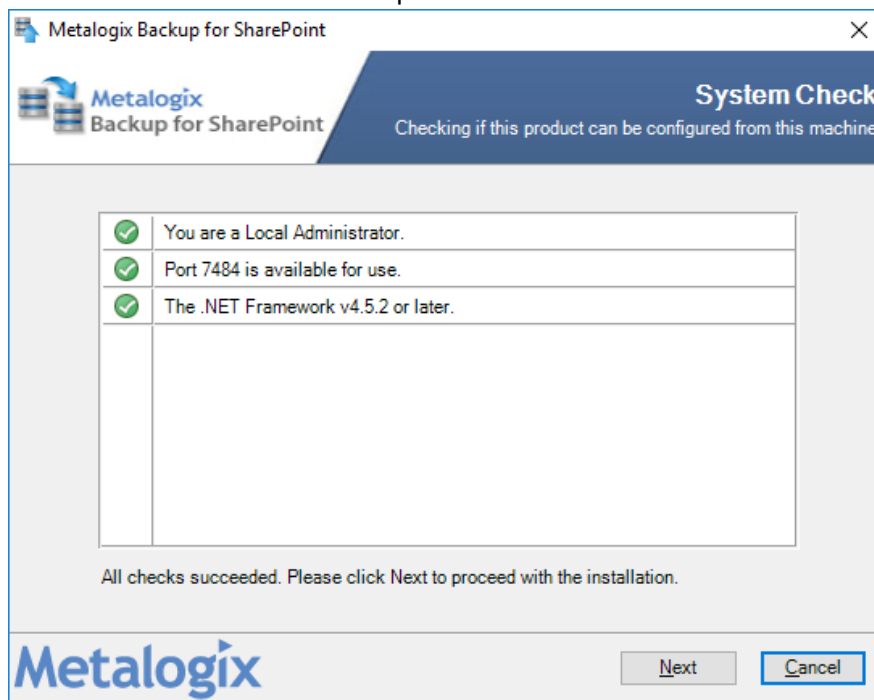 Metalogix Backup for SharePoint
Metalogix
Backup for SharePoint
System Check
Checking if this product can be configured from this machine
You are a Local Administrator.
Port 7484 is available for use.
The .NET Framework v4.5.2 or later.
All checks succeeded. Please click Next to proceed with the installation.
Metalogix
Next
Cancel